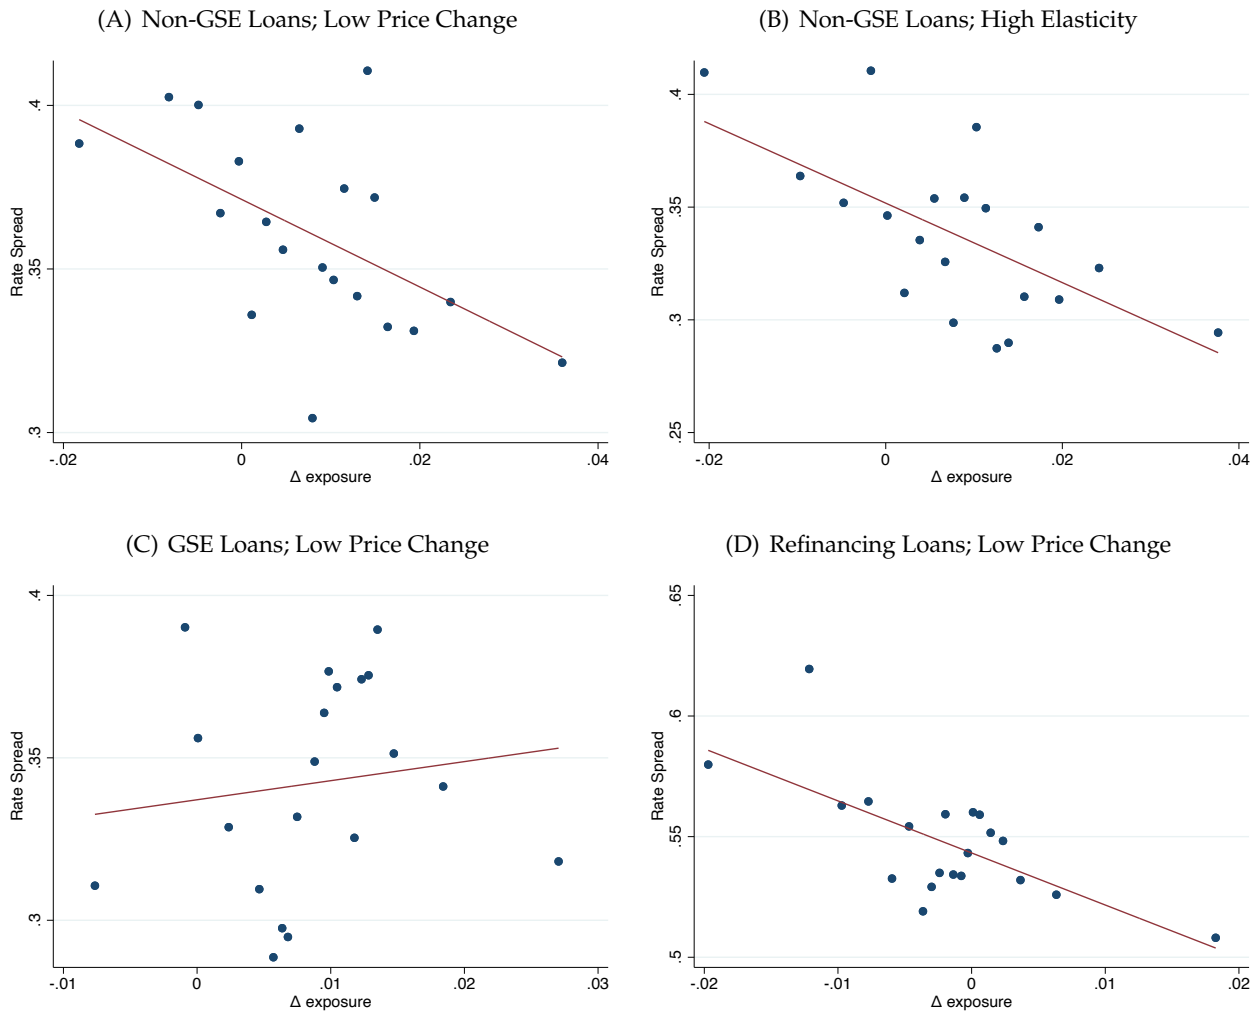 (A) Non-GSE Loans; Low Price Change
Rate Spread
.4
.35
.3
-.02 0 .02 .04
Δ exposure
(B) Non-GSE Loans; High Elasticity
Rate Spread
.4
.35
.3
.25
-.02 0 .02 .04
Δ exposure
(C) GSE Loans; Low Price Change
Rate Spread
.4
.35
.3
-.01 0 .01 .02 .03
Δ exposure
(D) Refinancing Loans; Low Price Change
Rate Spread
.65
.6
.55
.5
-.02 -.01 0 .01 .02
Δ exposure